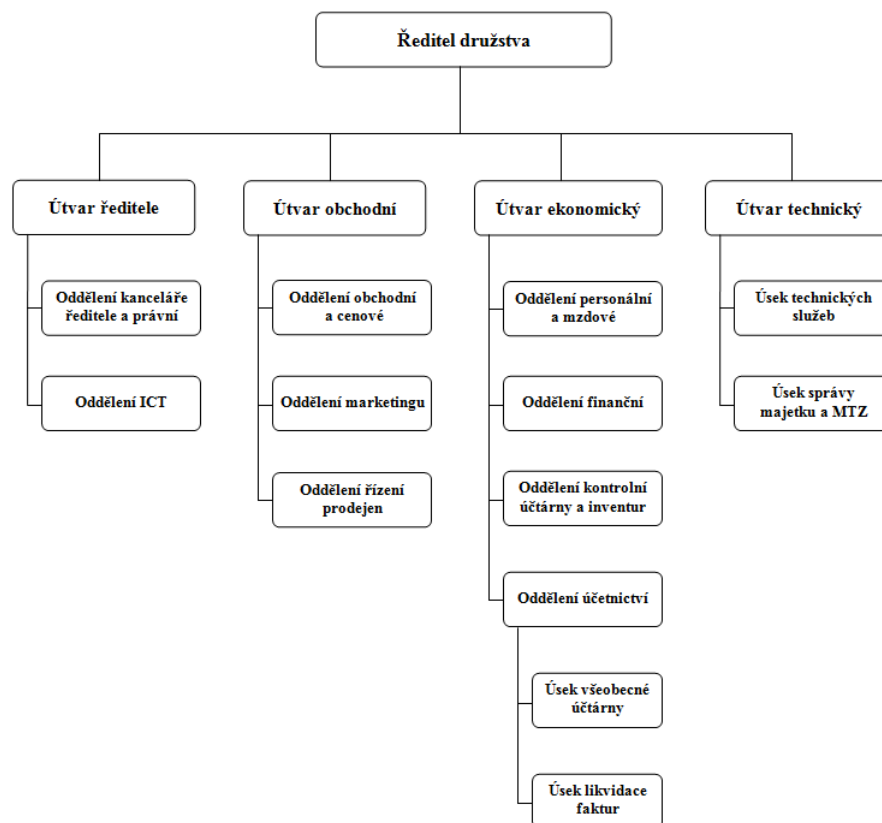 Ředitel družstva
Útvar ředitele
Útvar obchodní
Útvar ekonomický
Útvar technický
Oddělení kanceláře
ředitele a právní
Oddělení ICT
Oddělení obchodní
a cenové
Oddělení marketingu
Oddělení řízení
prodejen
Oddělení personální
a mzdové
Oddělení finanční
Oddělení kontrolní
účtárny a inventur
Oddělení účetnictví
Úsek všeobecné
účtárny
Úsek likvidace
faktur
Úsek technických
služeb
Úsek správy
majetku a MTZ